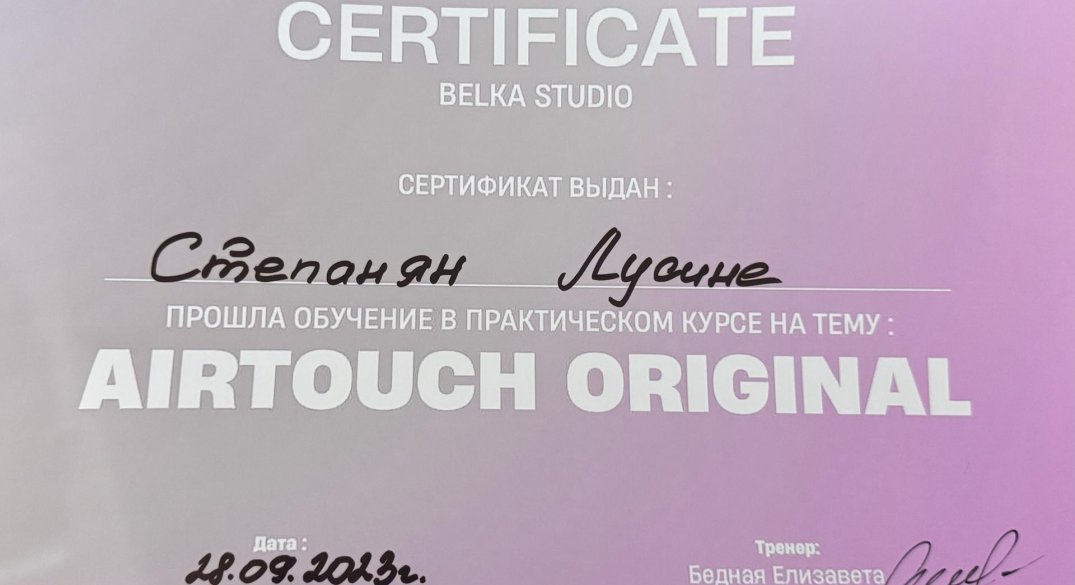 CERTIFICATE
BELKA STUDIO
СЕРТИФИКАТ ВЫДАН :
Степанян Лусине
ПРОШЛА ОБУЧЕНИЕ В ПРАКТИЧЕСКОМ КУРСЕ НА ТЕМУ :
AIRTOUCH ORIGINAL
Дата :
28.09.2023г.
Тренер:
Бедная Елизавета